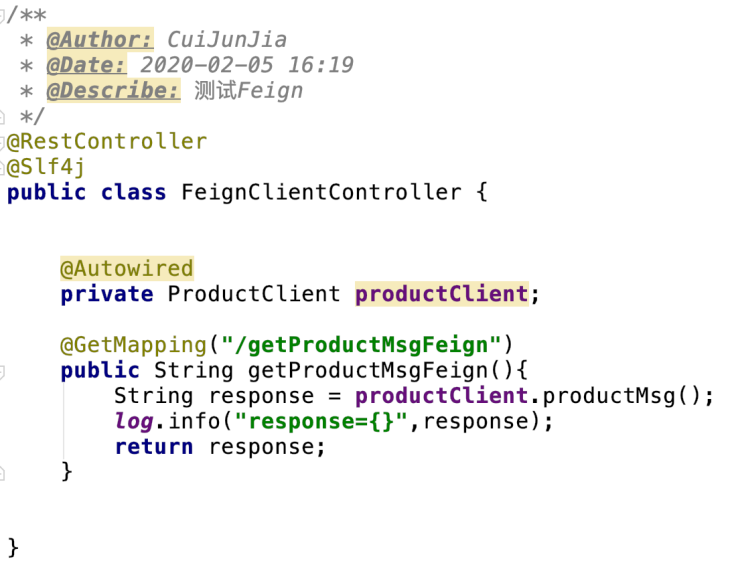 /**
 * @Author: CuiJunJia
 * @Date: 2020-02-05 16:19
 * @Describe: 测试Feign
 */
@RestController
@Slf4j
public class FeignClientController {
    @Autowired
    private ProductClient productClient;
    @GetMapping("/getProductMsgFeign")
    public String getProductMsgFeign(){
        String response = productClient.productMsg();
        log.info("response={}",response);
        return response;
    }
}